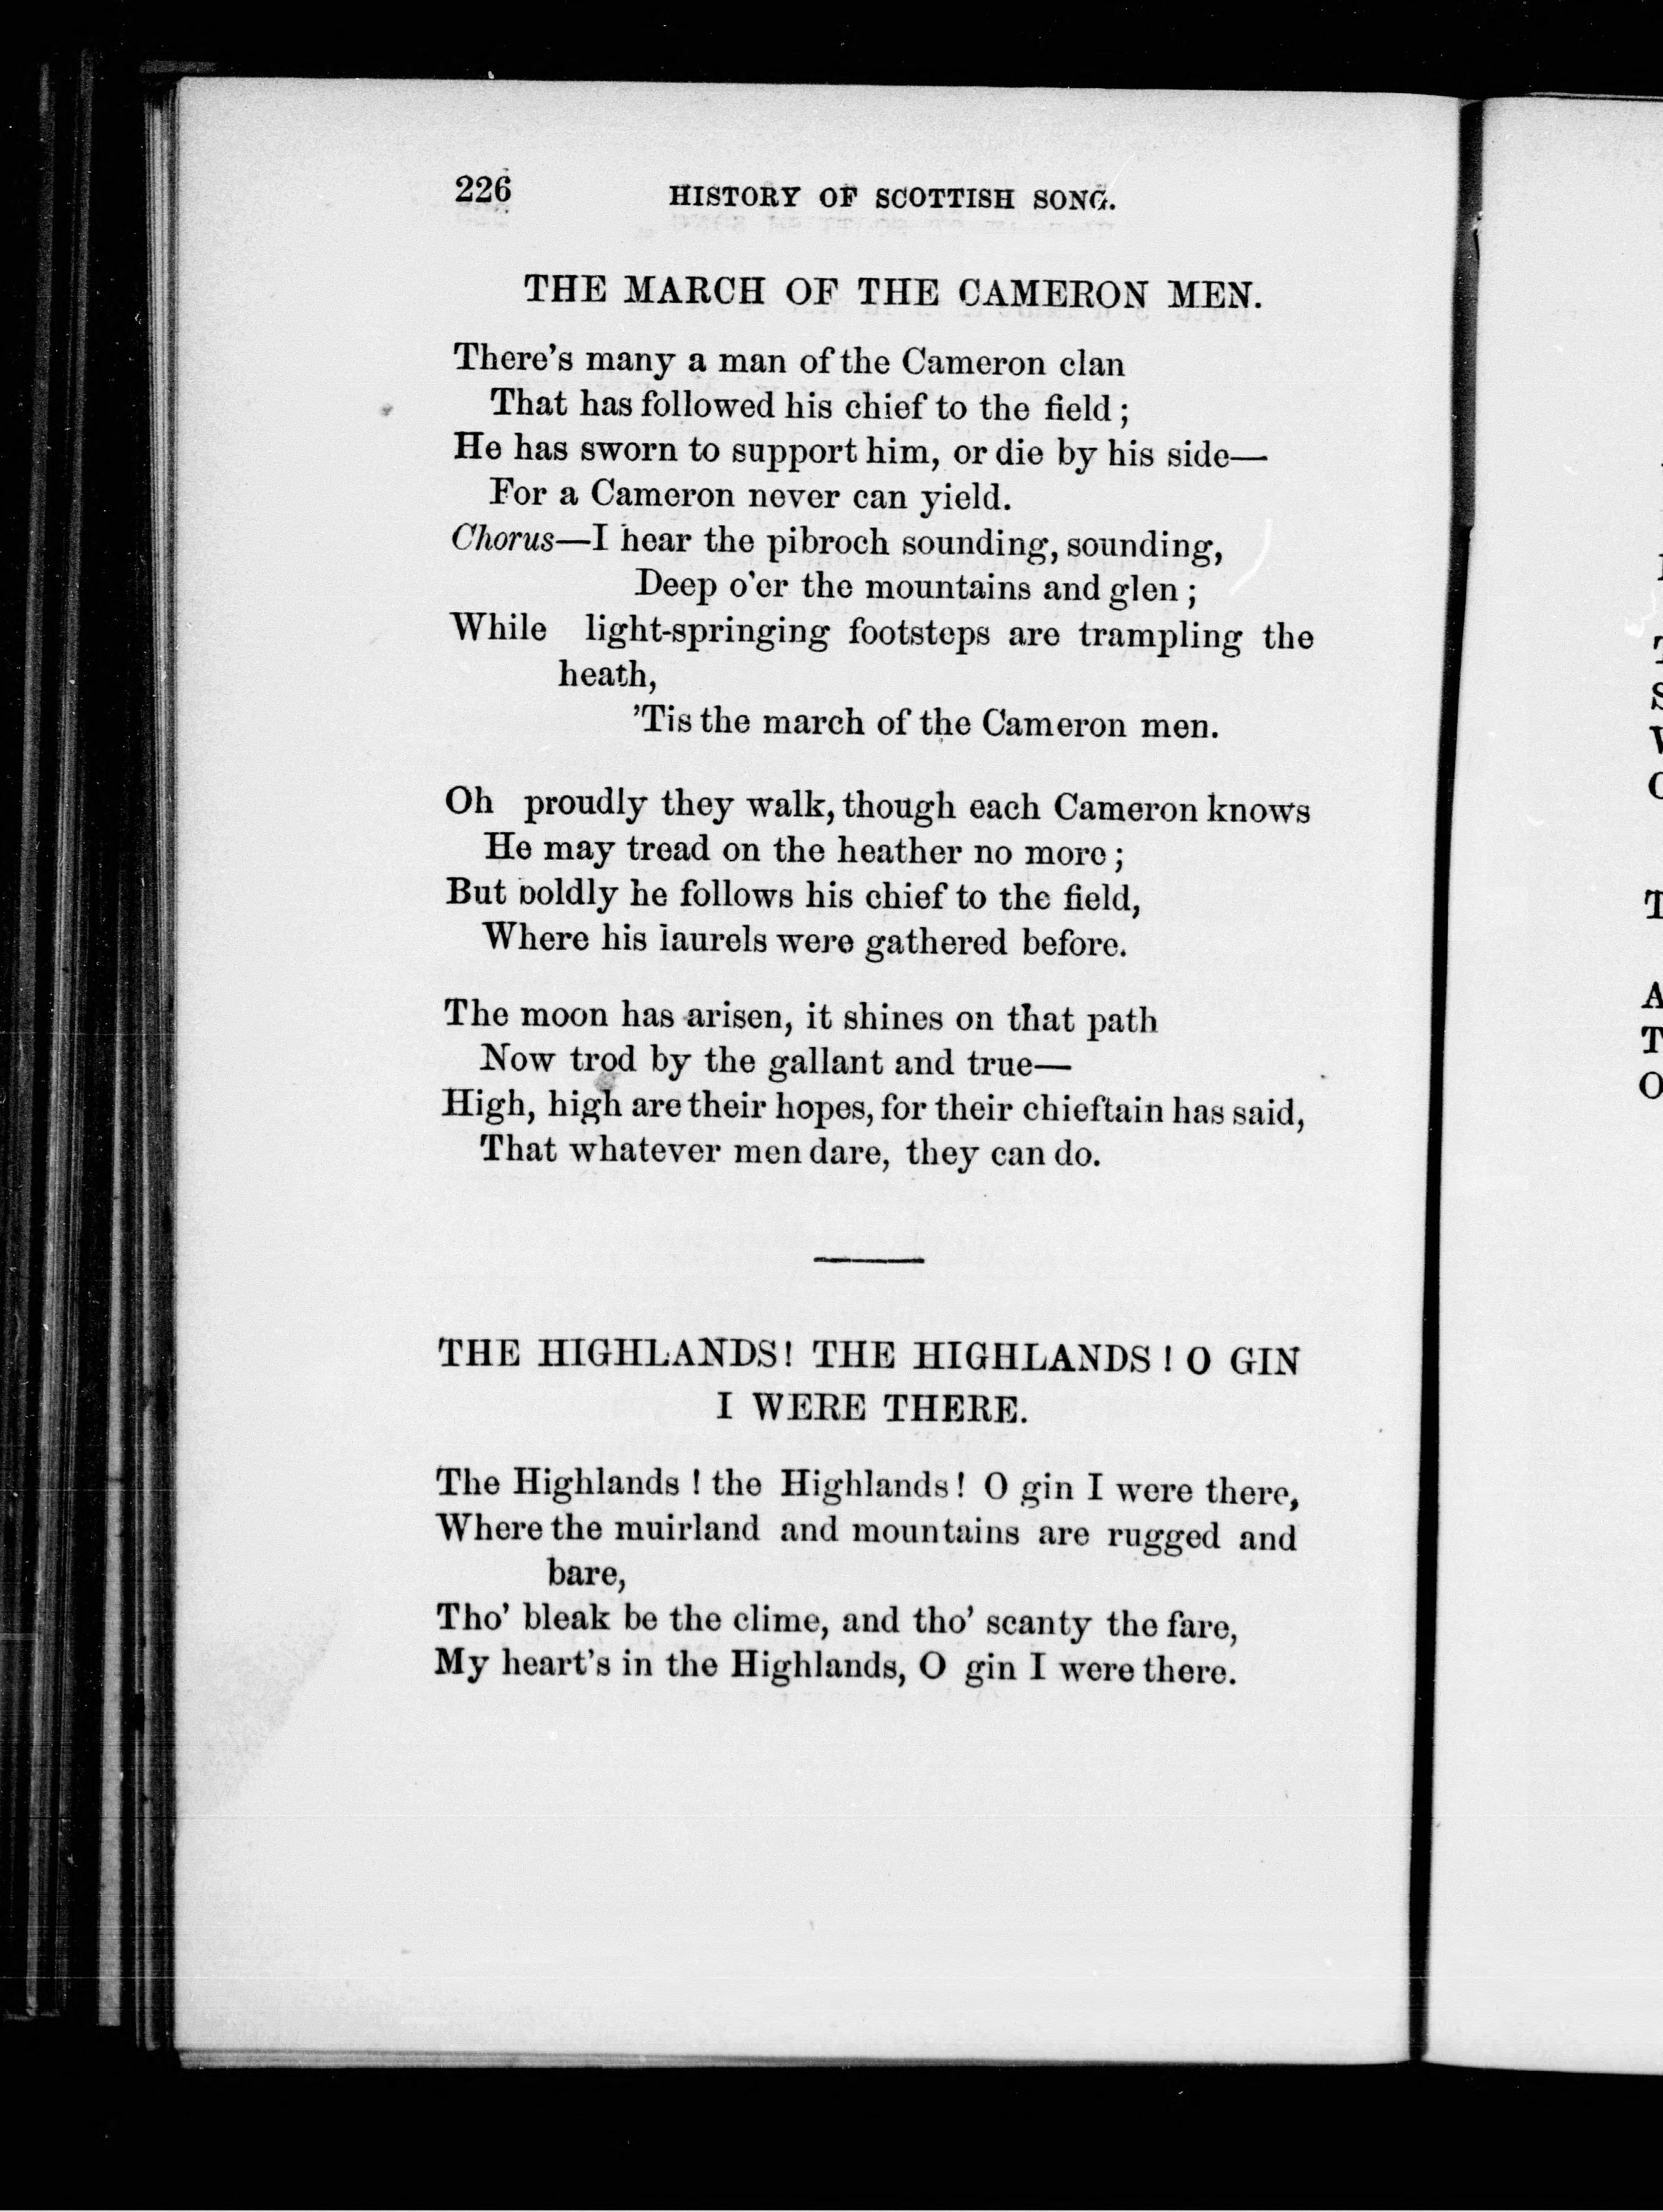 226 HISTORY OF SCOTTISH SONG.
THE MARCH OF THE CAMERON MEN.
There's many a man of the Cameron clan
That has followed his chief to the field;
He has sworn to support him, or die by his side—
For a Cameron never can yield.
Chorus—I hear the pibroch sounding, sounding,
Deep o'er the mountains and glen;
While light-springing footsteps are trampling the
heath,
'Tis the march of the Cameron men.
Oh proudly they walk, though each Cameron knows
He may tread on the heather no more;
But boldly he follows his chief to the field,
Where his laurels were gathered before.
The moon has arisen, it shines on that path
Now trod by the gallant and true—
High, high are their hopes, for their chieftain has said,
That whatever men dare, they can do.
THE HIGHLANDS! THE HIGHLANDS! O GIN
I WERE THERE.
The Highlands! the Highlands! O gin I were there,
Where the muirland and mountains are rugged and
bare,
Tho' bleak be the clime, and tho' scanty the fare,
My heart's in the Highlands, O gin I were there.